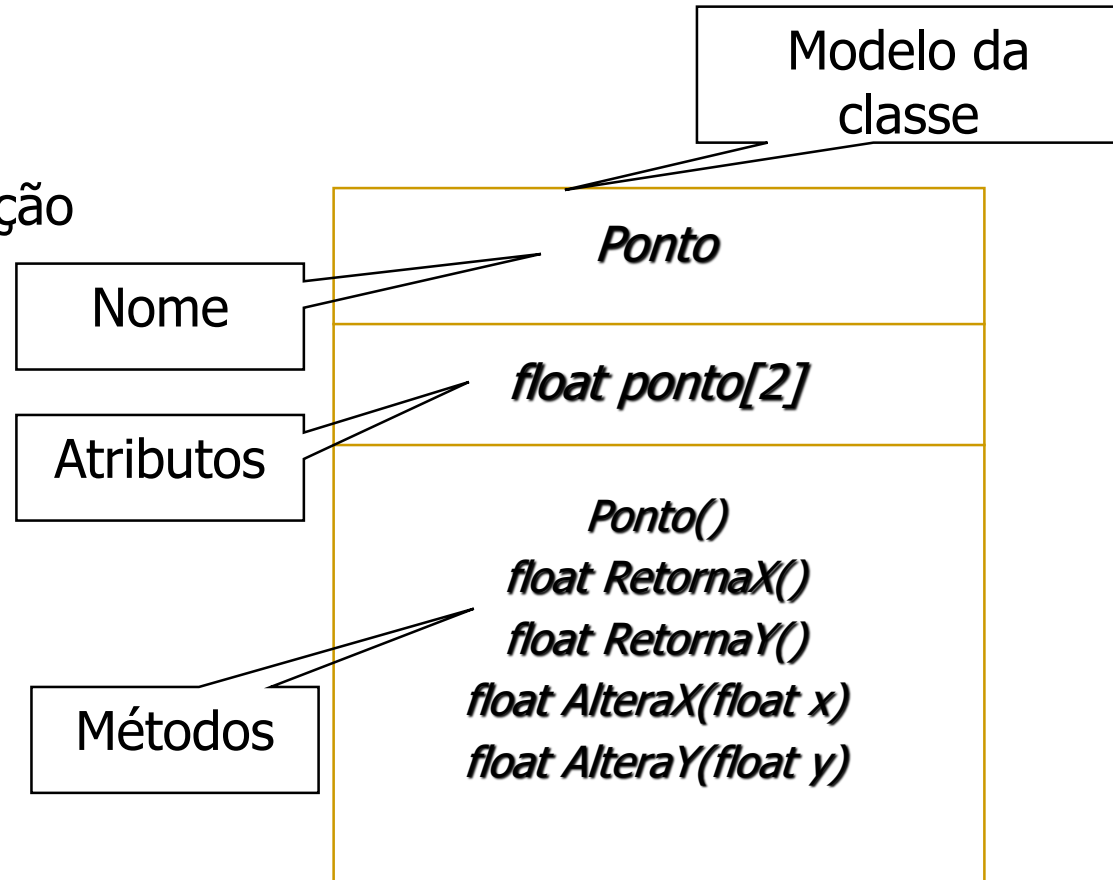 Modelo da
classe
ção
Ponto
Nome
float ponto[2]
Atributos
Ponto()
float RetornaX()
float RetornaY()
float AlteraX(float x)
float AlteraY(float y)
Métodos